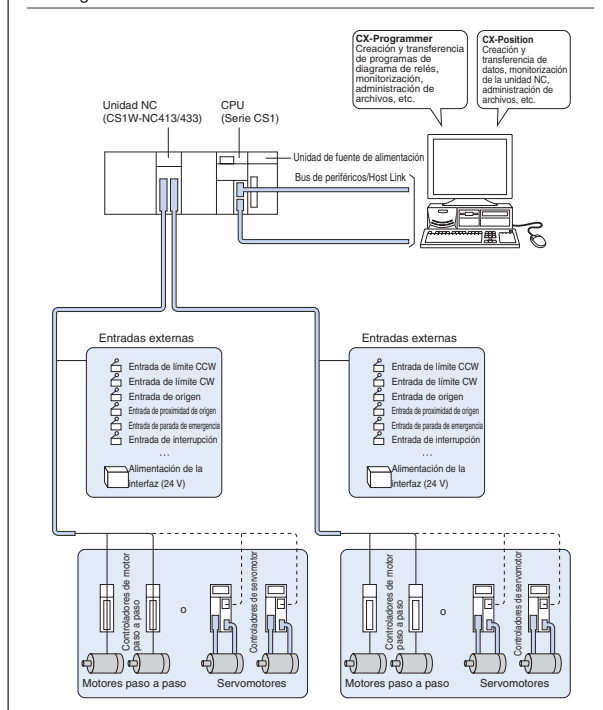 CX-Programmer
Creación y transferencia
de programas de
diagrama de relés,
monitorización,
administración de
archivos, etc.
CX-Position
Creación y
transferencia de
datos, monitorización
de la unidad NC,
administración de
archivos, etc.
Unidad NC
(CS1W-NC413/433)
CPU
(Serie CS1)
Unidad de fuente de alimentación
Bus de periféricos/Host Link
Entradas externas
Entrada de límite CCW
Entrada de límite CW
Entrada de origen
Entrada de proximidad de origen
Entrada de parada de emergencia
Entrada de interrupción
...
Alimentación de la
interfaz (24 V)
Entradas externas
Entrada de límite CCW
Entrada de límite CW
Entrada de origen
Entrada de proximidad de origen
Entrada de parada de emergencia
Entrada de interrupción
...
Alimentación de la
interfaz (24 V)
Controladores de motor
paso a paso
o
Controladores de servomotor
Motores paso a paso
Servomotores
Controladores de motor
paso a paso
o
Controladores de servomotor
Motores paso a paso
Servomotores